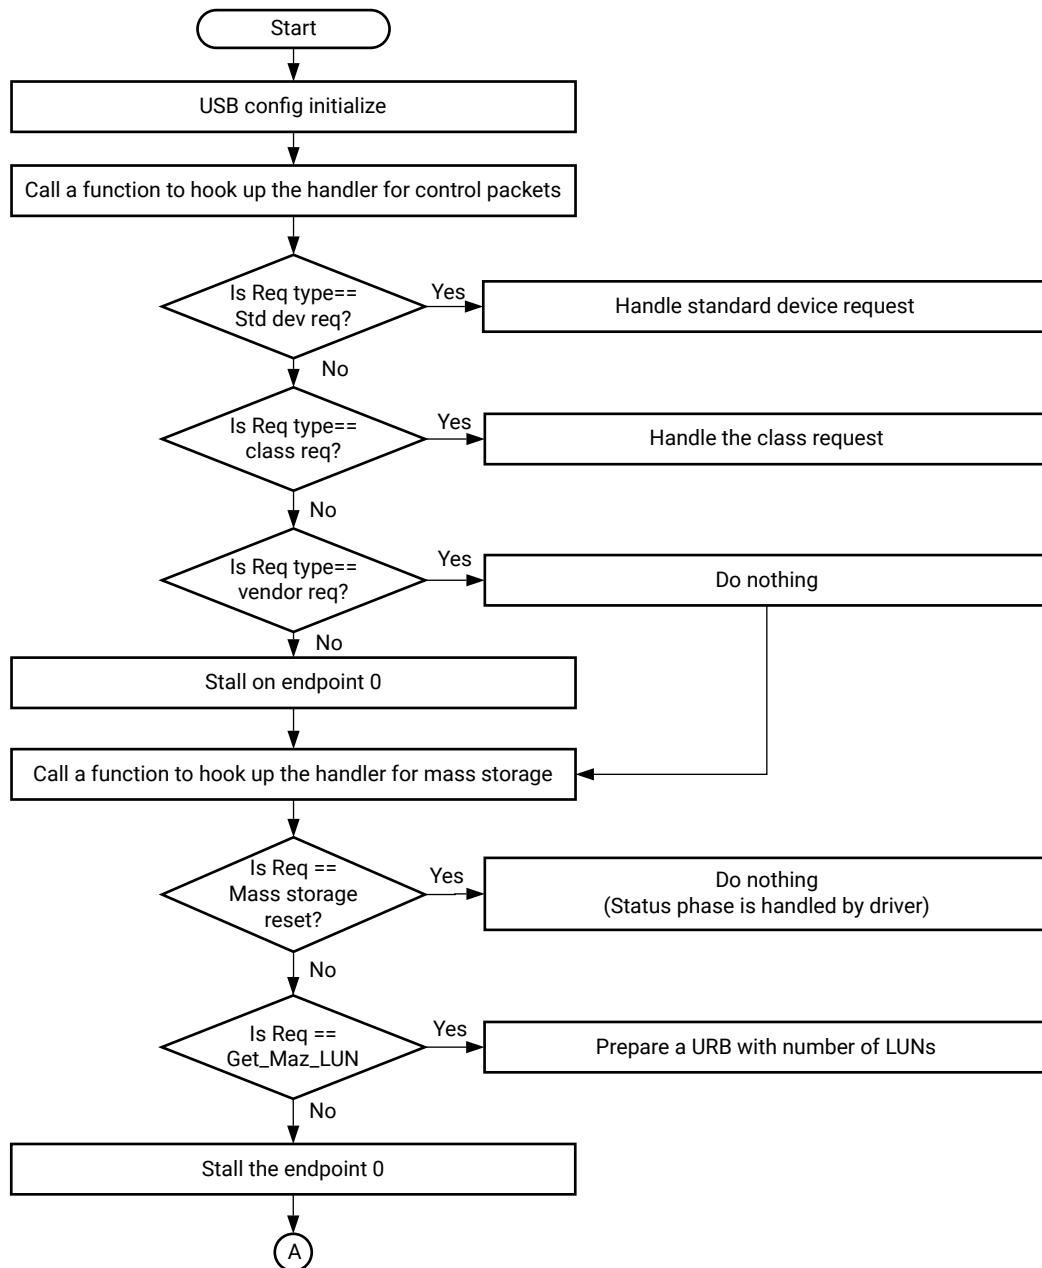 Start
USB config initialize
Call a function to hook up the handler for control packets
Is Req type==
Std dev req?
Yes
Handle standard device request
No
Is Req type==
class req?
Yes
Handle the class request
No
Is Req type==
vendor req?
Yes
Do nothing
No
Stall on endpoint 0
Call a function to hook up the handler for mass storage
Is Req ==
Mass storage
reset?
Yes
Do nothing
(Status phase is handled by driver)
No
Is Req ==
Get_Maz_LUN
Yes
Prepare a URB with number of LUNs
No
Stall the endpoint 0
A